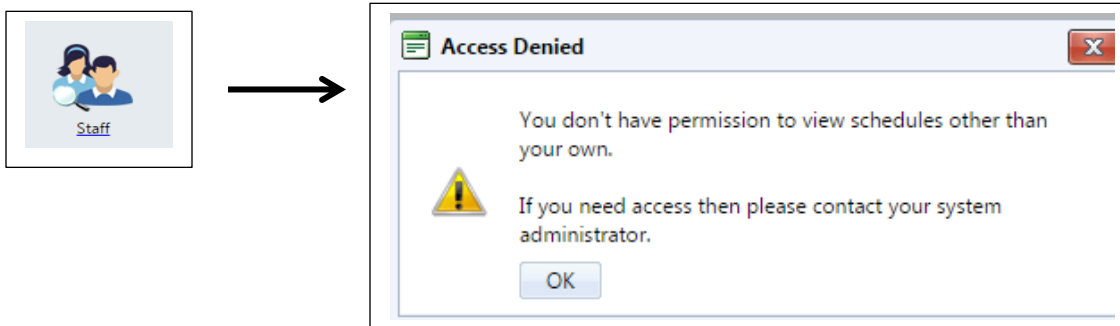 Staff
Access Denied
You don't have permission to view schedules other than
your own.
If you need access then please contact your system
administrator.
OK